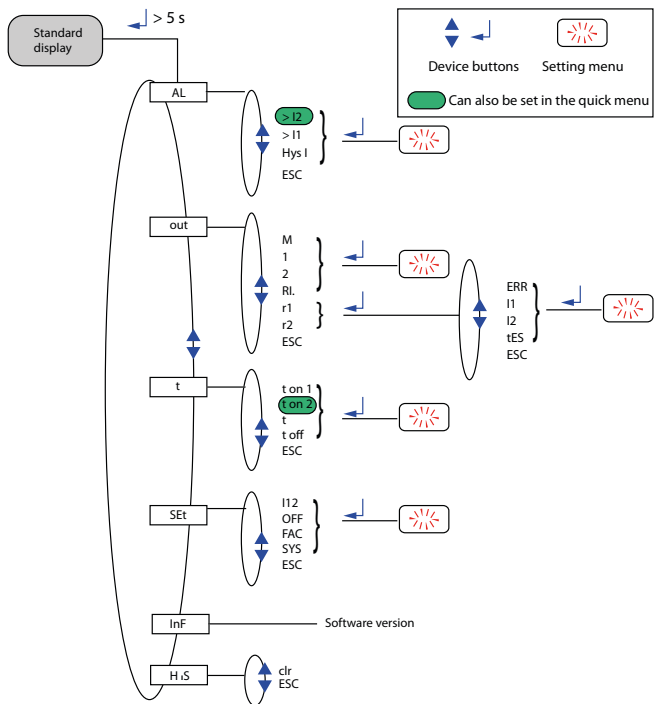 Standard
display
> 5 s
Device buttons
Setting menu
Can also be set in the quick menu
AL
> I2
> I1
Hys I
ESC
out
M
1
2
RI.
r1
r2
ESC
ERR
I1
I2
tES
ESC
t
t on 1
t on 2
t
t off
ESC
SEt
I12
OFF
FAC
SYS
ESC
InF
Software version
HiS
clr
ESC